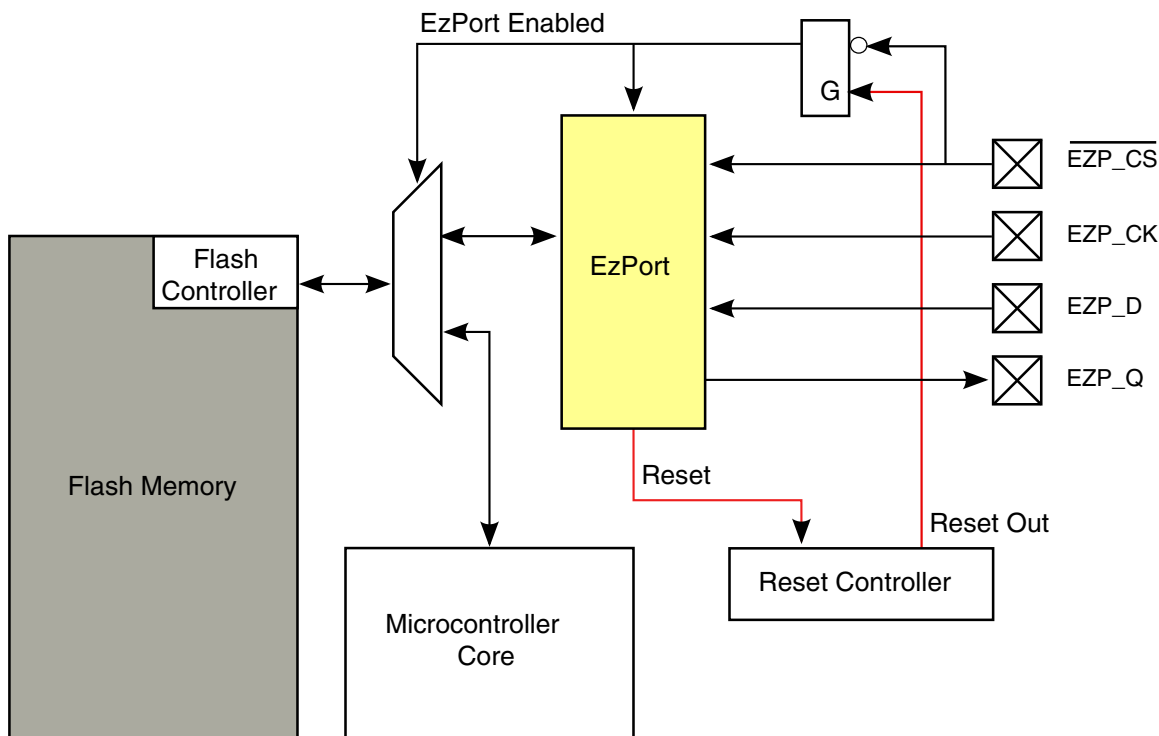 EzPort Enabled
G
EZP_CS
EZP_CK
EzPort
EZP_D
EZP_Q
Flash
Controller
Flash Memory
Reset
Reset Out
Reset Controller
Microcontroller
Core